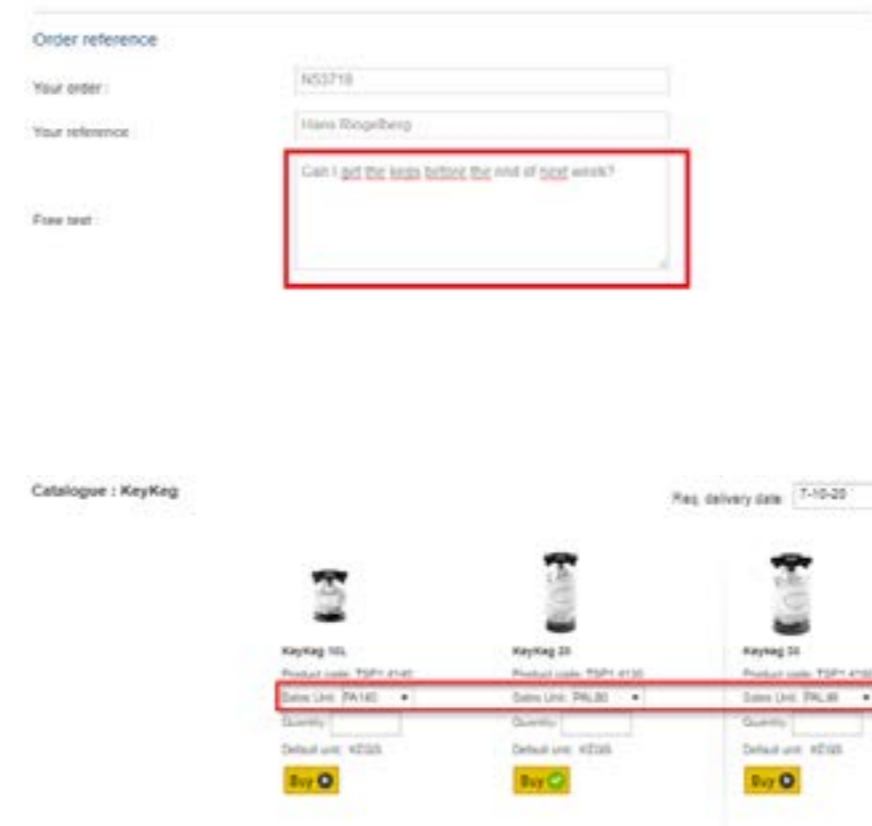 Order reference
Your order :
Your reference
Free text :
Can I get the kegs before the end of next week?
Catalogue : KeyKeg
Req. delivery date 7-10-20
KeyKeg 10L
KeyKeg 20
KeyKeg 30
Product code:
Product code:
Product code:
Sales Unit:
Sales Unit:
Sales Unit:
Quantity
Quantity
Quantity
Default unit: KEGS
Default unit: KEGS
Default unit: KEGS
Buy
Buy
Buy